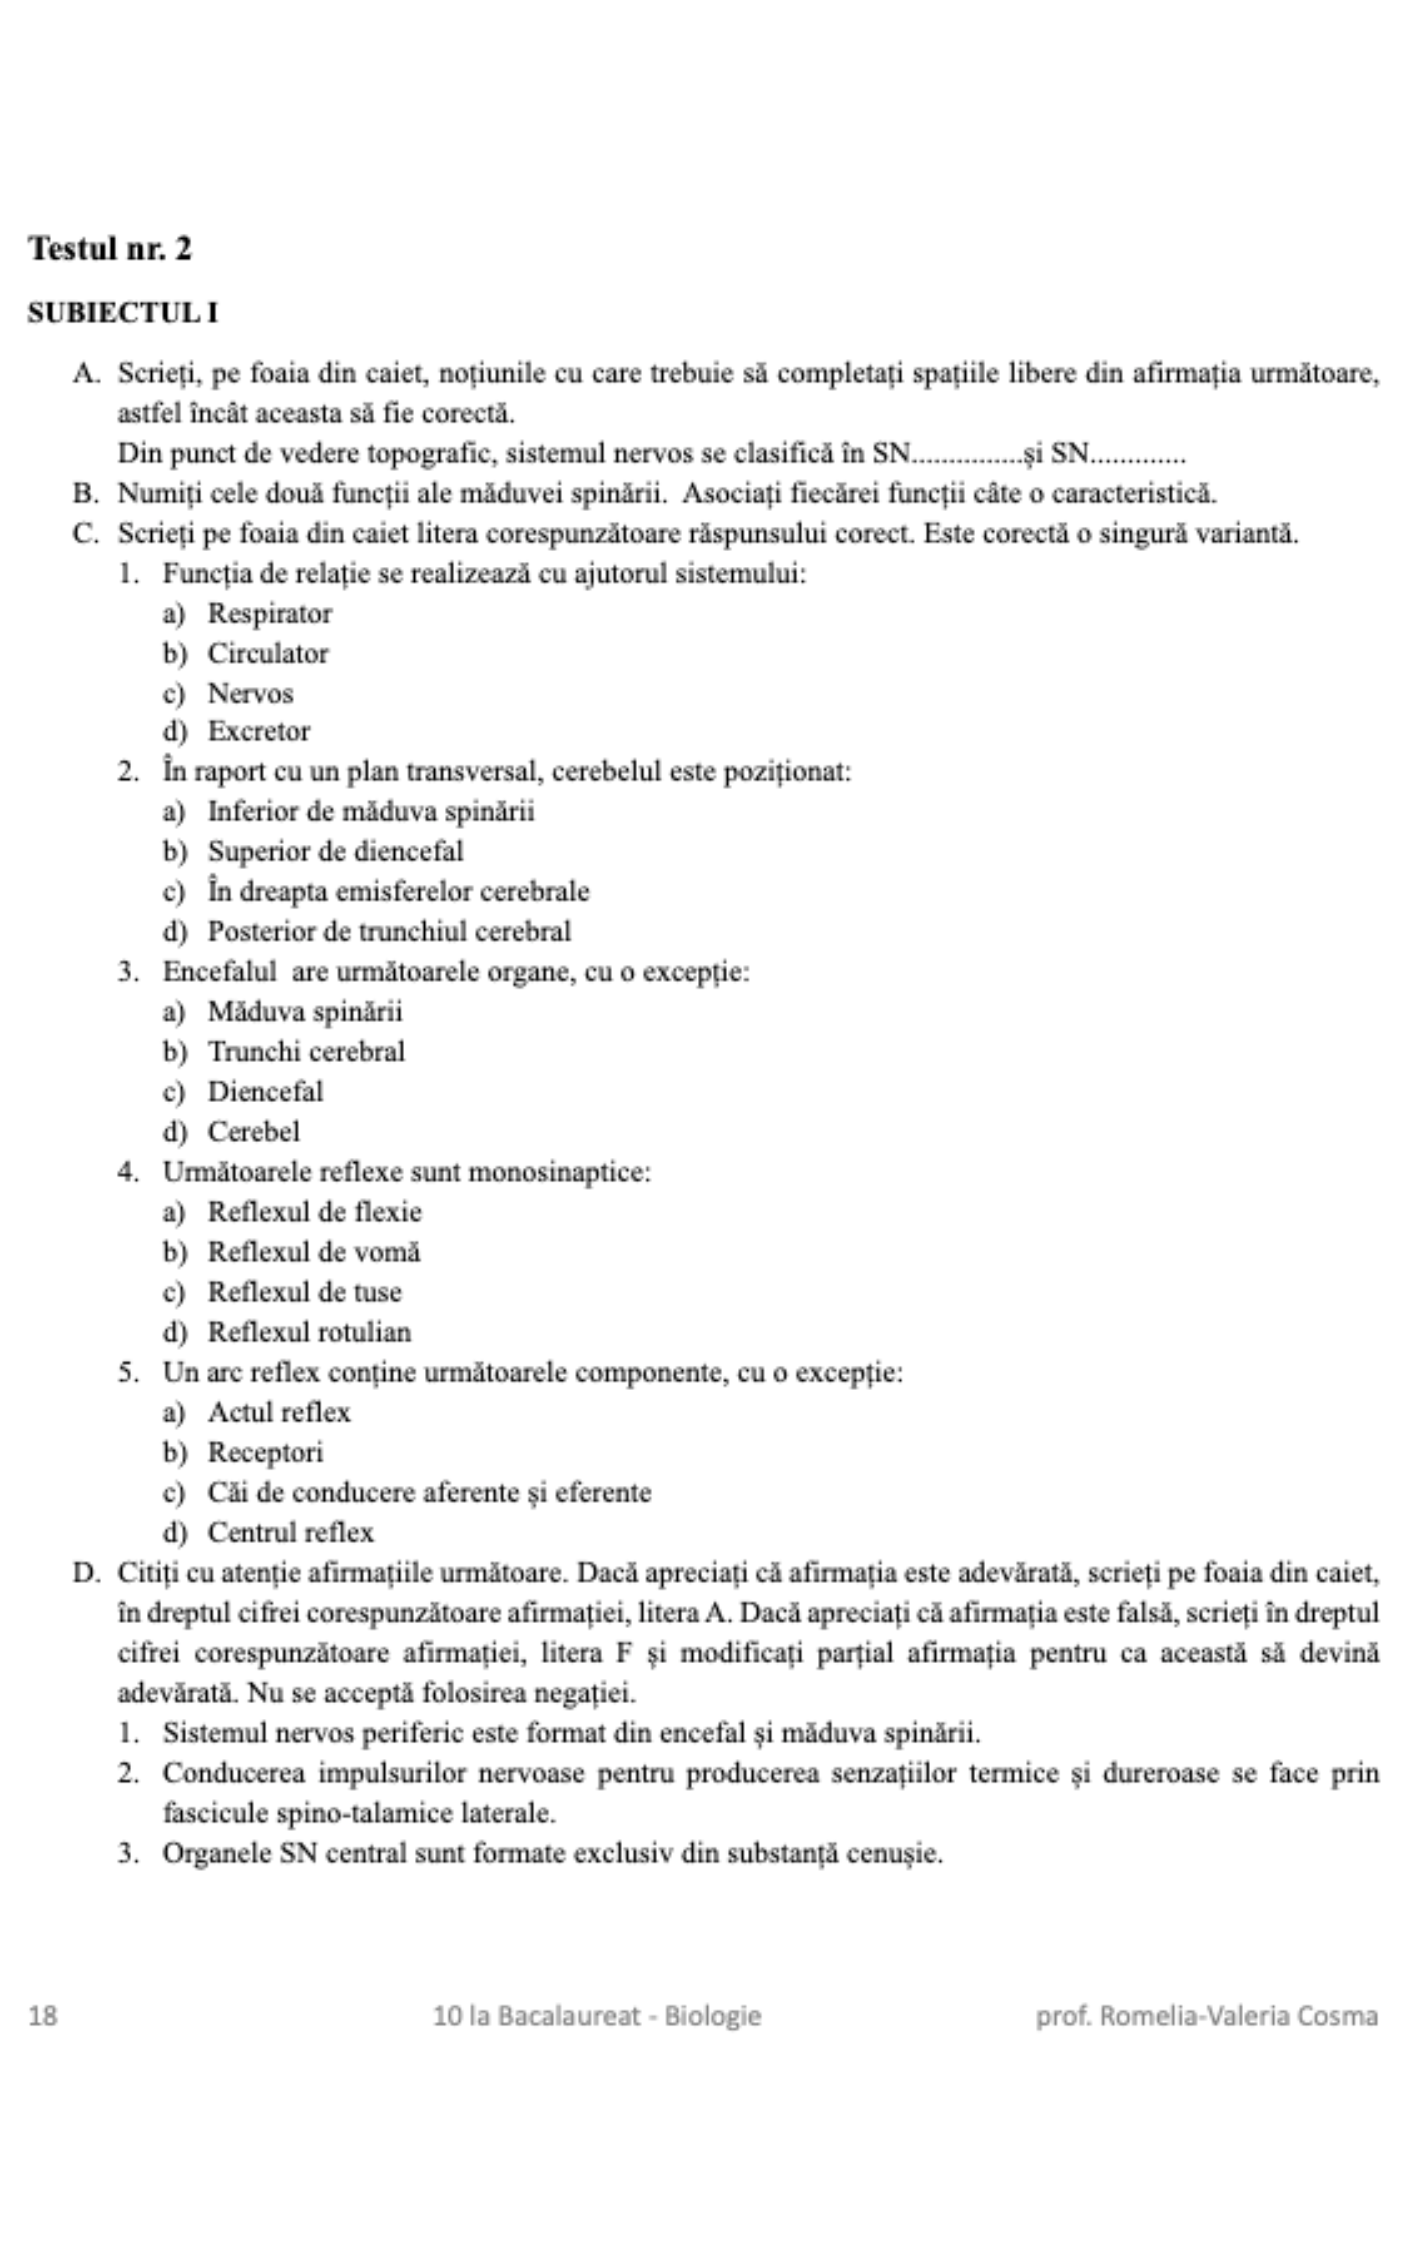 Testul nr. 2
SUBIECTUL I
A. Scrieți, pe foaia din caiet, noțiunile cu care trebuie să completați spațiile libere din afirmația următoare,
astfel încât aceasta să fie corectă.
Din punct de vedere topografic, sistemul nervos se clasifică în SN...............și SN.............
B. Numiți cele două funcții ale măduvei spinării. Asociați fiecărei funcții câte o caracteristică.
C. Scrieți pe foaia din caiet litera corespunzătoare răspunsului corect. Este corectă o singură variantă.
1. Funcția de relație se realizează cu ajutorul sistemului:
a) Respirator
b) Circulator
c) Nervos
d) Excretor
2. În raport cu un plan transversal, cerebelul este poziționat:
a) Inferior de măduva spinării
b) Superior de diencefal
c) În dreapta emisferelor cerebrale
d) Posterior de trunchiul cerebral
3. Encefalul are următoarele organe, cu o excepție:
a) Măduva spinării
b) Trunchi cerebral
c) Diencefal
d) Cerebel
4. Următoarele reflexe sunt monosinaptice:
a) Reflexul de flexie
b) Reflexul de vomă
c) Reflexul de tuse
d) Reflexul rotulian
5. Un arc reflex conține următoarele componente, cu o excepție:
a) Actul reflex
b) Receptori
c) Căi de conducere aferente și eferente
d) Centrul reflex
D. Citiți cu atenție afirmațiile următoare. Dacă apreciați că afirmația este adevărată, scrieți pe foaia din caiet,
în dreptul cifrei corespunzătoare afirmației, litera A. Dacă apreciați că afirmația este falsă, scrieți în dreptul
cifrei corespunzătoare afirmației, litera F și modificați parțial afirmația pentru ca această să devină
adevărată. Nu se acceptă folosirea negației.
1. Sistemul nervos periferic este format din encefal și măduva spinării.
2. Conducerea impulsurilor nervoase pentru producerea senzațiilor termice și dureroase se face prin
fascicule spino-talamice laterale.
3. Organele SN central sunt formate exclusiv din substanță cenușie.
18 10 la Bacalaureat - Biologie prof. Romelia-Valeria Cosma